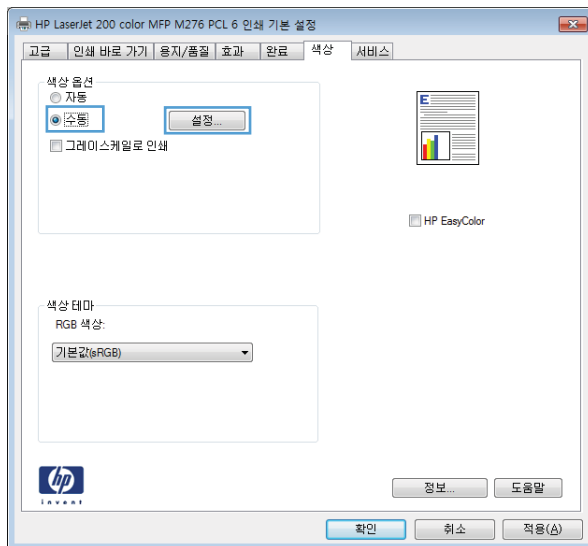 HP LaserJet 200 color MFP M276 PCL 6 인쇄 기본 설정
고급 인쇄 바로 가기 용지/품질 효과 완료 색상 서비스
색상 옵션
자동
수동 설정...
그레이스케일로 인쇄
E
HP EasyColor
색상 테마
RGB 색상:
기본값(sRGB)
hp
invent
정보... 도움말
확인 취소 적용(A)